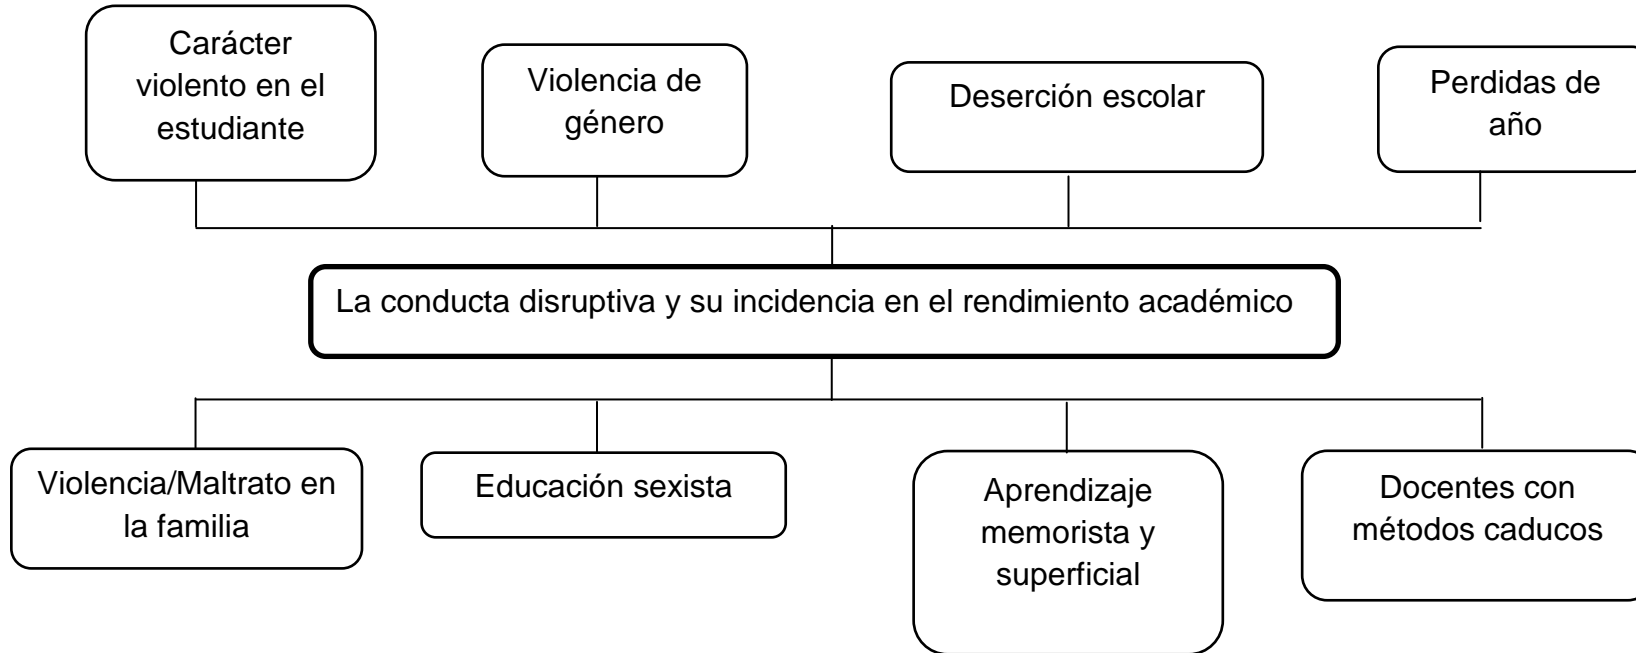 Carácter
violento en el
estudiante
Violencia de
género
Deserción escolar
Perdidas de
año
La conducta disruptiva y su incidencia en el rendimiento académico
Violencia/Maltrato en
la familia
Educación sexista
Aprendizaje
memorista y
superficial
Docentes con
métodos caducos